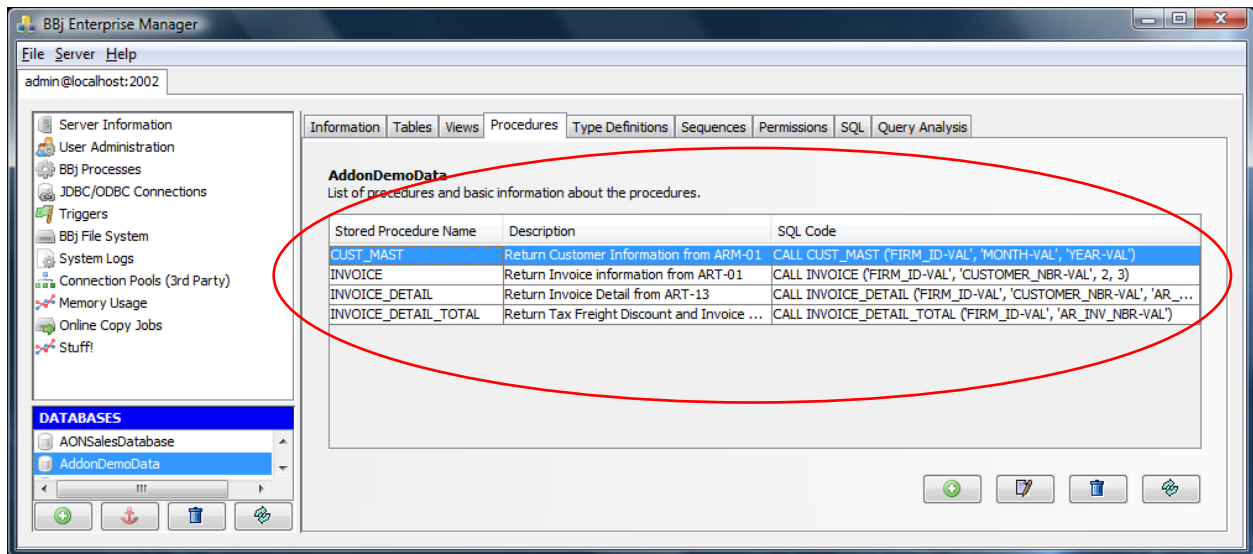 BBj Enterprise Manager
File Server Help
admin@localhost:2002
Server Information
User Administration
BBj Processes
JDBC/ODBC Connections
Triggers
BBj File System
System Logs
Connection Pools (3rd Party)
Memory Usage
Online Copy Jobs
Stuff!
DATABASES
AONSalesDatabase
AddonDemoData
Information Tables Views Procedures Type Definitions Sequences Permissions SQL Query Analysis
AddonDemoData
List of procedures and basic information about the procedures.
Stored Procedure Name Description SQL Code
CUST_MAST Return Customer Information from ARM-01 CALL CUST_MAST ('FIRM_ID-VAL', 'MONTH-VAL', 'YEAR-VAL')
INVOICE Return Invoice information from ART-01 CALL INVOICE ('FIRM_ID-VAL', 'CUSTOMER_NBR-VAL', 2, 3)
INVOICE_DETAIL Return Invoice Detail from ART-13 CALL INVOICE_DETAIL ('FIRM_ID-VAL', 'CUSTOMER_NBR-VAL', 'AR_...
INVOICE_DETAIL_TOTAL Return Tax Freight Discount and Invoice ... CALL INVOICE_DETAIL_TOTAL ('FIRM_ID-VAL', 'AR_INV_NBR-VAL')